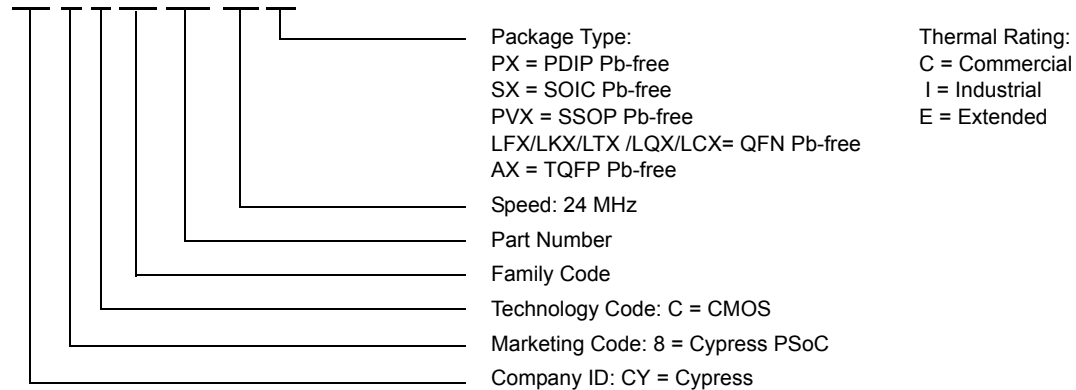 Package Type:
PX = PDIP Pb-free
SX = SOIC Pb-free
PVX = SSOP Pb-free
LFX/LKX/LTX /LQX/LCX= QFN Pb-free
AX = TQFP Pb-free
Thermal Rating:
C = Commercial
I = Industrial
E = Extended
Speed: 24 MHz
Part Number
Family Code
Technology Code: C = CMOS
Marketing Code: 8 = Cypress PSoC
Company ID: CY = Cypress